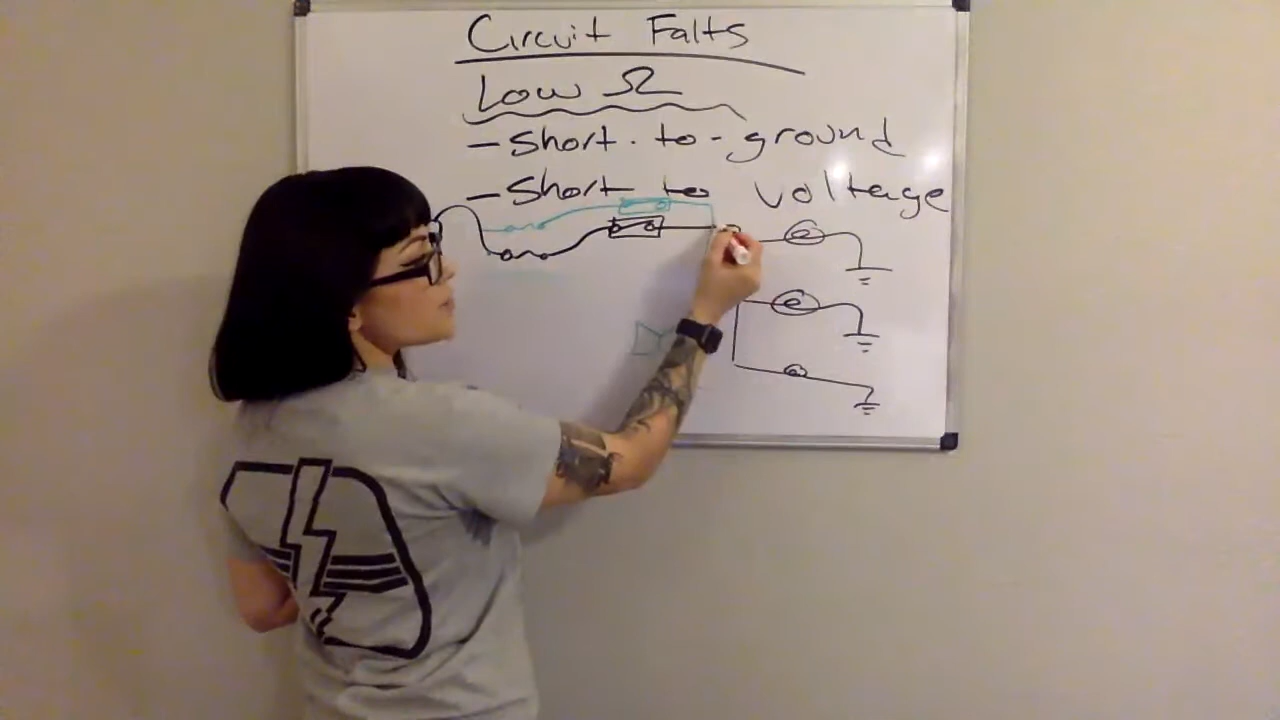 Circuit Falts
Low Ω
- Short-to-ground
- Short to voltage